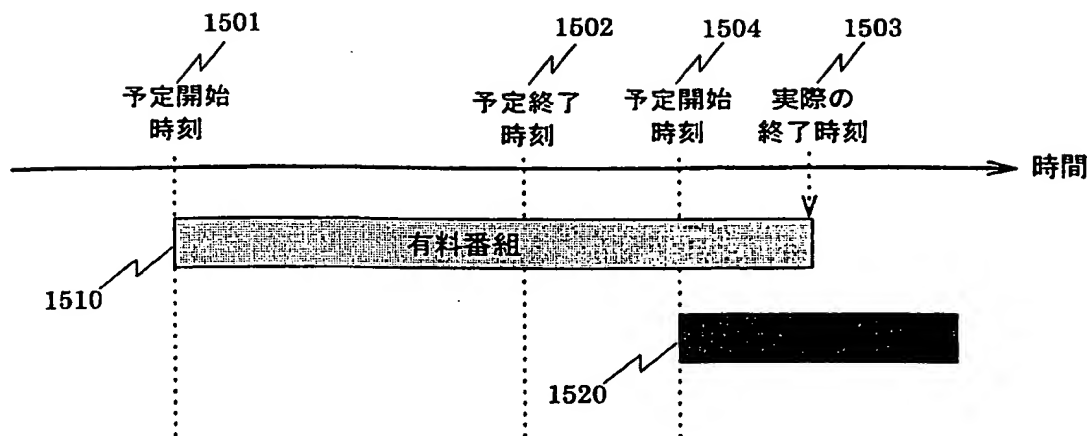 1501
1502
1504
1503
予定開始
時刻
予定終了
時刻
予定開始
時刻
実際の
終了時刻
時間
有料番組
1510
1520